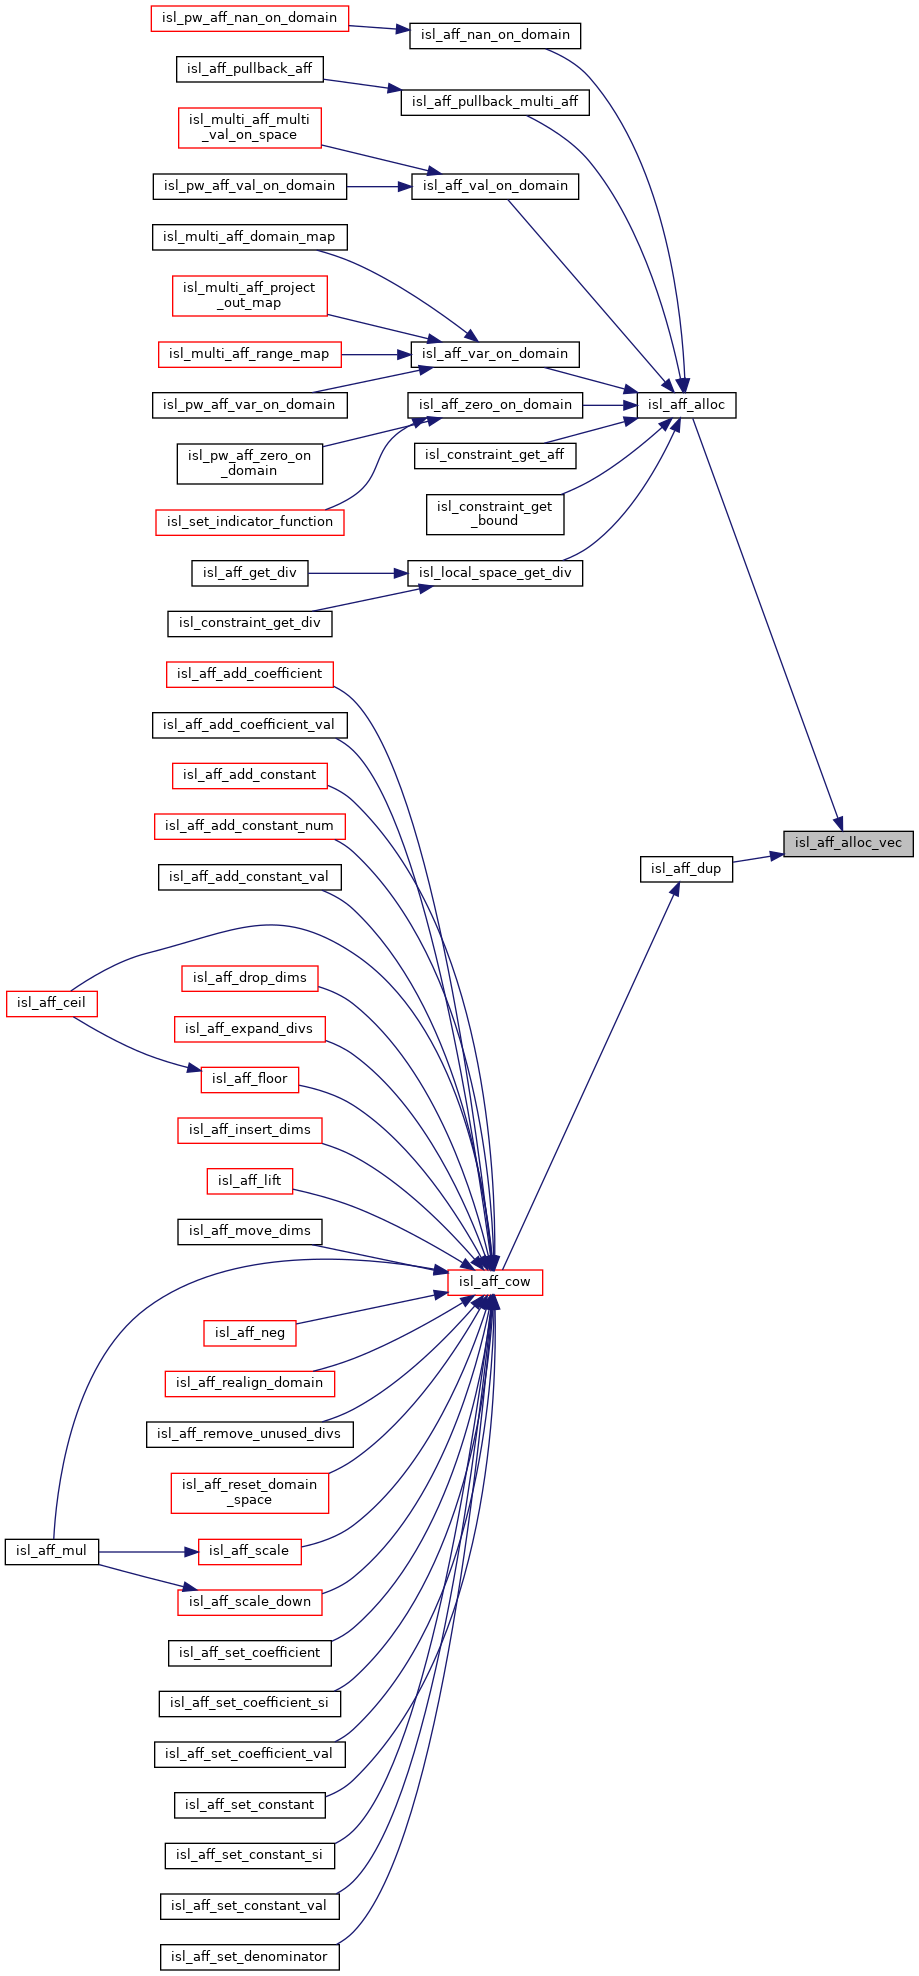 isl_pw_aff_nan_on_domain
isl_aff_nan_on_domain
isl_aff_pullback_aff
isl_aff_pullback_multi_aff
isl_multi_aff_multi
_val_on_space
isl_pw_aff_val_on_domain
isl_aff_val_on_domain
isl_multi_aff_domain_map
isl_multi_aff_project
_out_map
isl_multi_aff_range_map
isl_aff_var_on_domain
isl_pw_aff_var_on_domain
isl_aff_zero_on_domain
isl_aff_alloc
isl_pw_aff_zero_on
_domain
isl_constraint_get_aff
isl_constraint_get
_bound
isl_set_indicator_function
isl_aff_get_div
isl_local_space_get_div
isl_constraint_get_div
isl_aff_add_coefficient
isl_aff_add_coefficient_val
isl_aff_add_constant
isl_aff_add_constant_num
isl_aff_alloc_vec
isl_aff_dup
isl_aff_add_constant_val
isl_aff_drop_dims
isl_aff_ceil
isl_aff_expand_divs
isl_aff_floor
isl_aff_insert_dims
isl_aff_lift
isl_aff_move_dims
isl_aff_cow
isl_aff_neg
isl_aff_realign_domain
isl_aff_remove_unused_divs
isl_aff_reset_domain
_space
isl_aff_mul
isl_aff_scale
isl_aff_scale_down
isl_aff_set_coefficient
isl_aff_set_coefficient_si
isl_aff_set_coefficient_val
isl_aff_set_constant
isl_aff_set_constant_si
isl_aff_set_constant_val
isl_aff_set_denominator